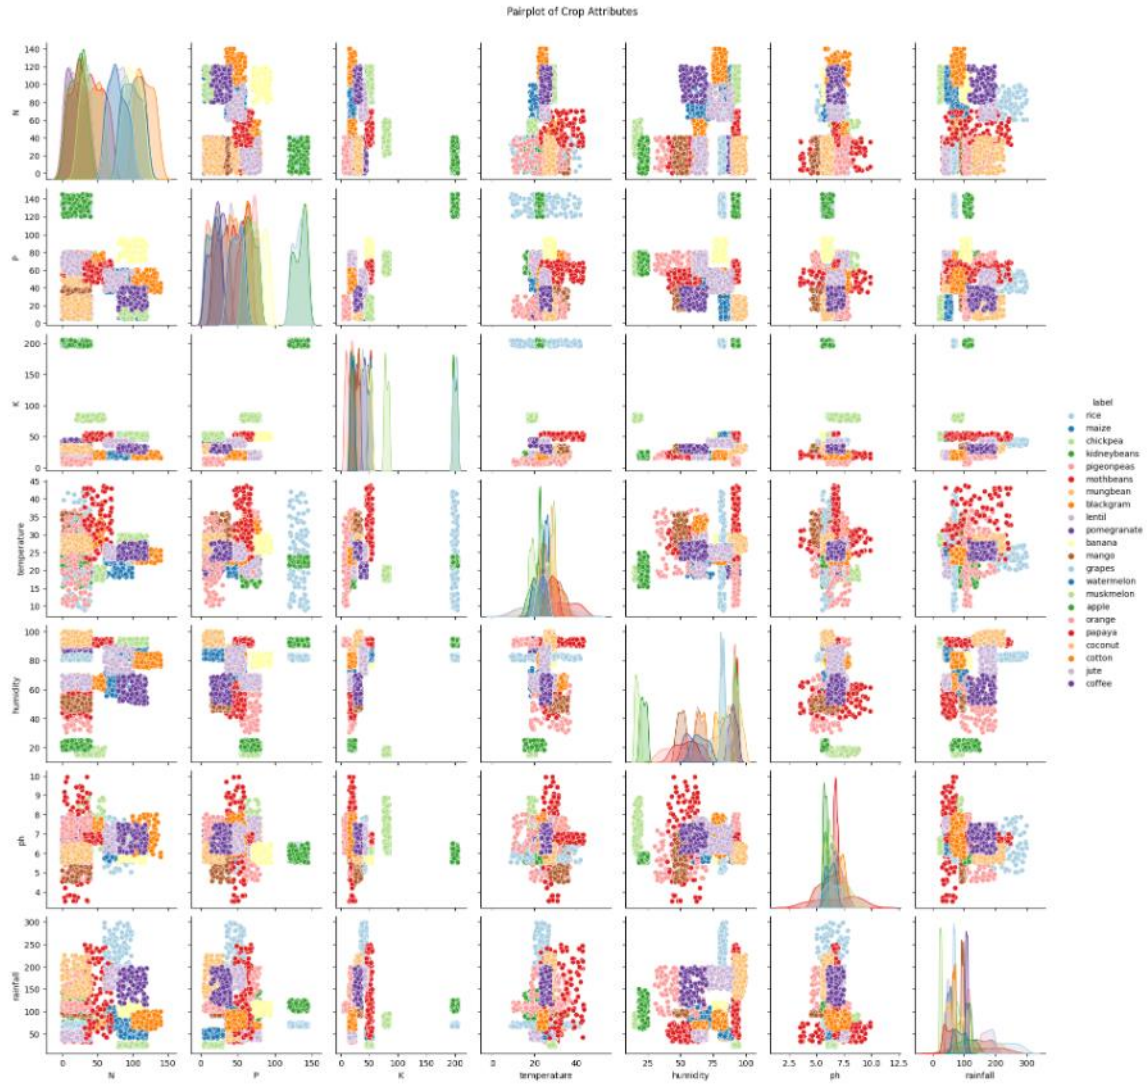 Pairplot of Crop Attributes
140
120
100
80
60
40
20
0
N
140
120
100
80
60
40
20
0
P
200
150
100
50
0
K
45
40
35
30
25
20
15
10
temperature
100
80
60
40
20
humidity
10
9
8
7
6
5
4
ph
300
250
200
150
100
50
rainfall
0 50 100 150
N
0 50 100 150
P
0 50 100 150 200
K
0 20 40
temperature
25 50 75 100
humidity
2.5 5.0 7.5 10.0 12.5
ph
0 100 200 300
rainfall
label
rice
maize
chickpea
kidneybeans
pigeonpeas
mothbeans
mungbean
blackgram
lentil
pomegranate
banana
mango
grapes
watermelon
muskmelon
apple
orange
papaya
coconut
cotton
jute
coffee